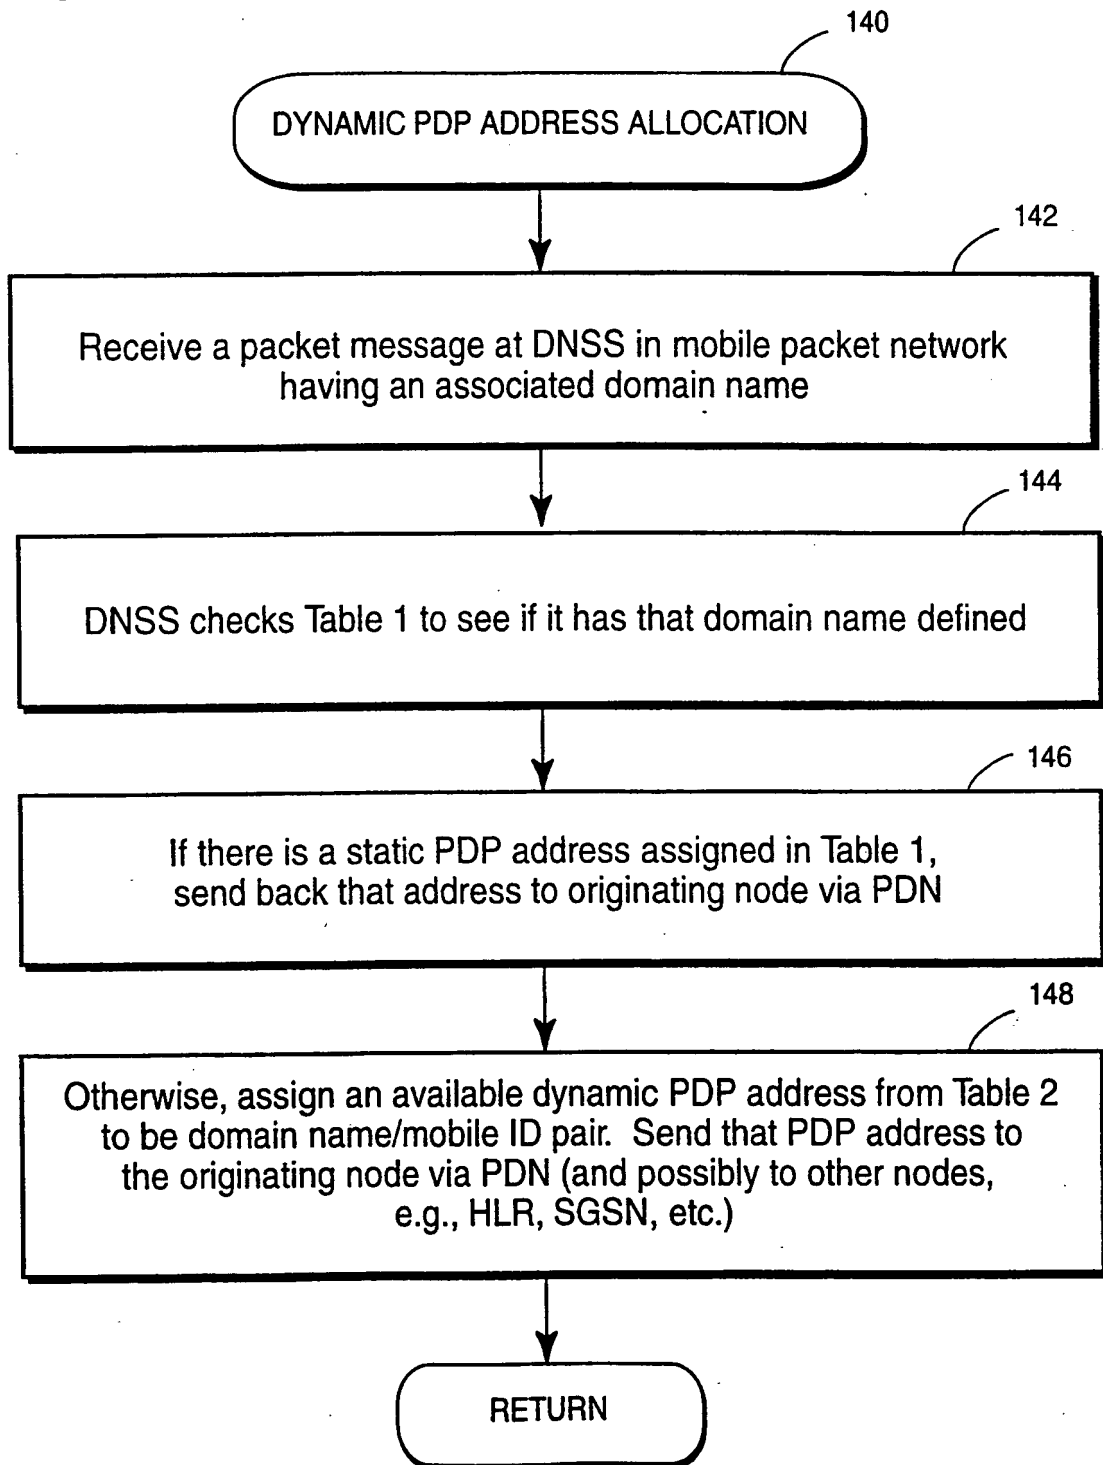 140
DYNAMIC PDP ADDRESS ALLOCATION
142
Receive a packet message at DNSS in mobile packet network
having an associated domain name
144
DNSS checks Table 1 to see if it has that domain name defined
146
If there is a static PDP address assigned in Table 1,
send back that address to originating node via PDN
148
Otherwise, assign an available dynamic PDP address from Table 2
to be domain name/mobile ID pair. Send that PDP address to
the originating node via PDN (and possibly to other nodes,
e.g., HLR, SGSN, etc.)
RETURN